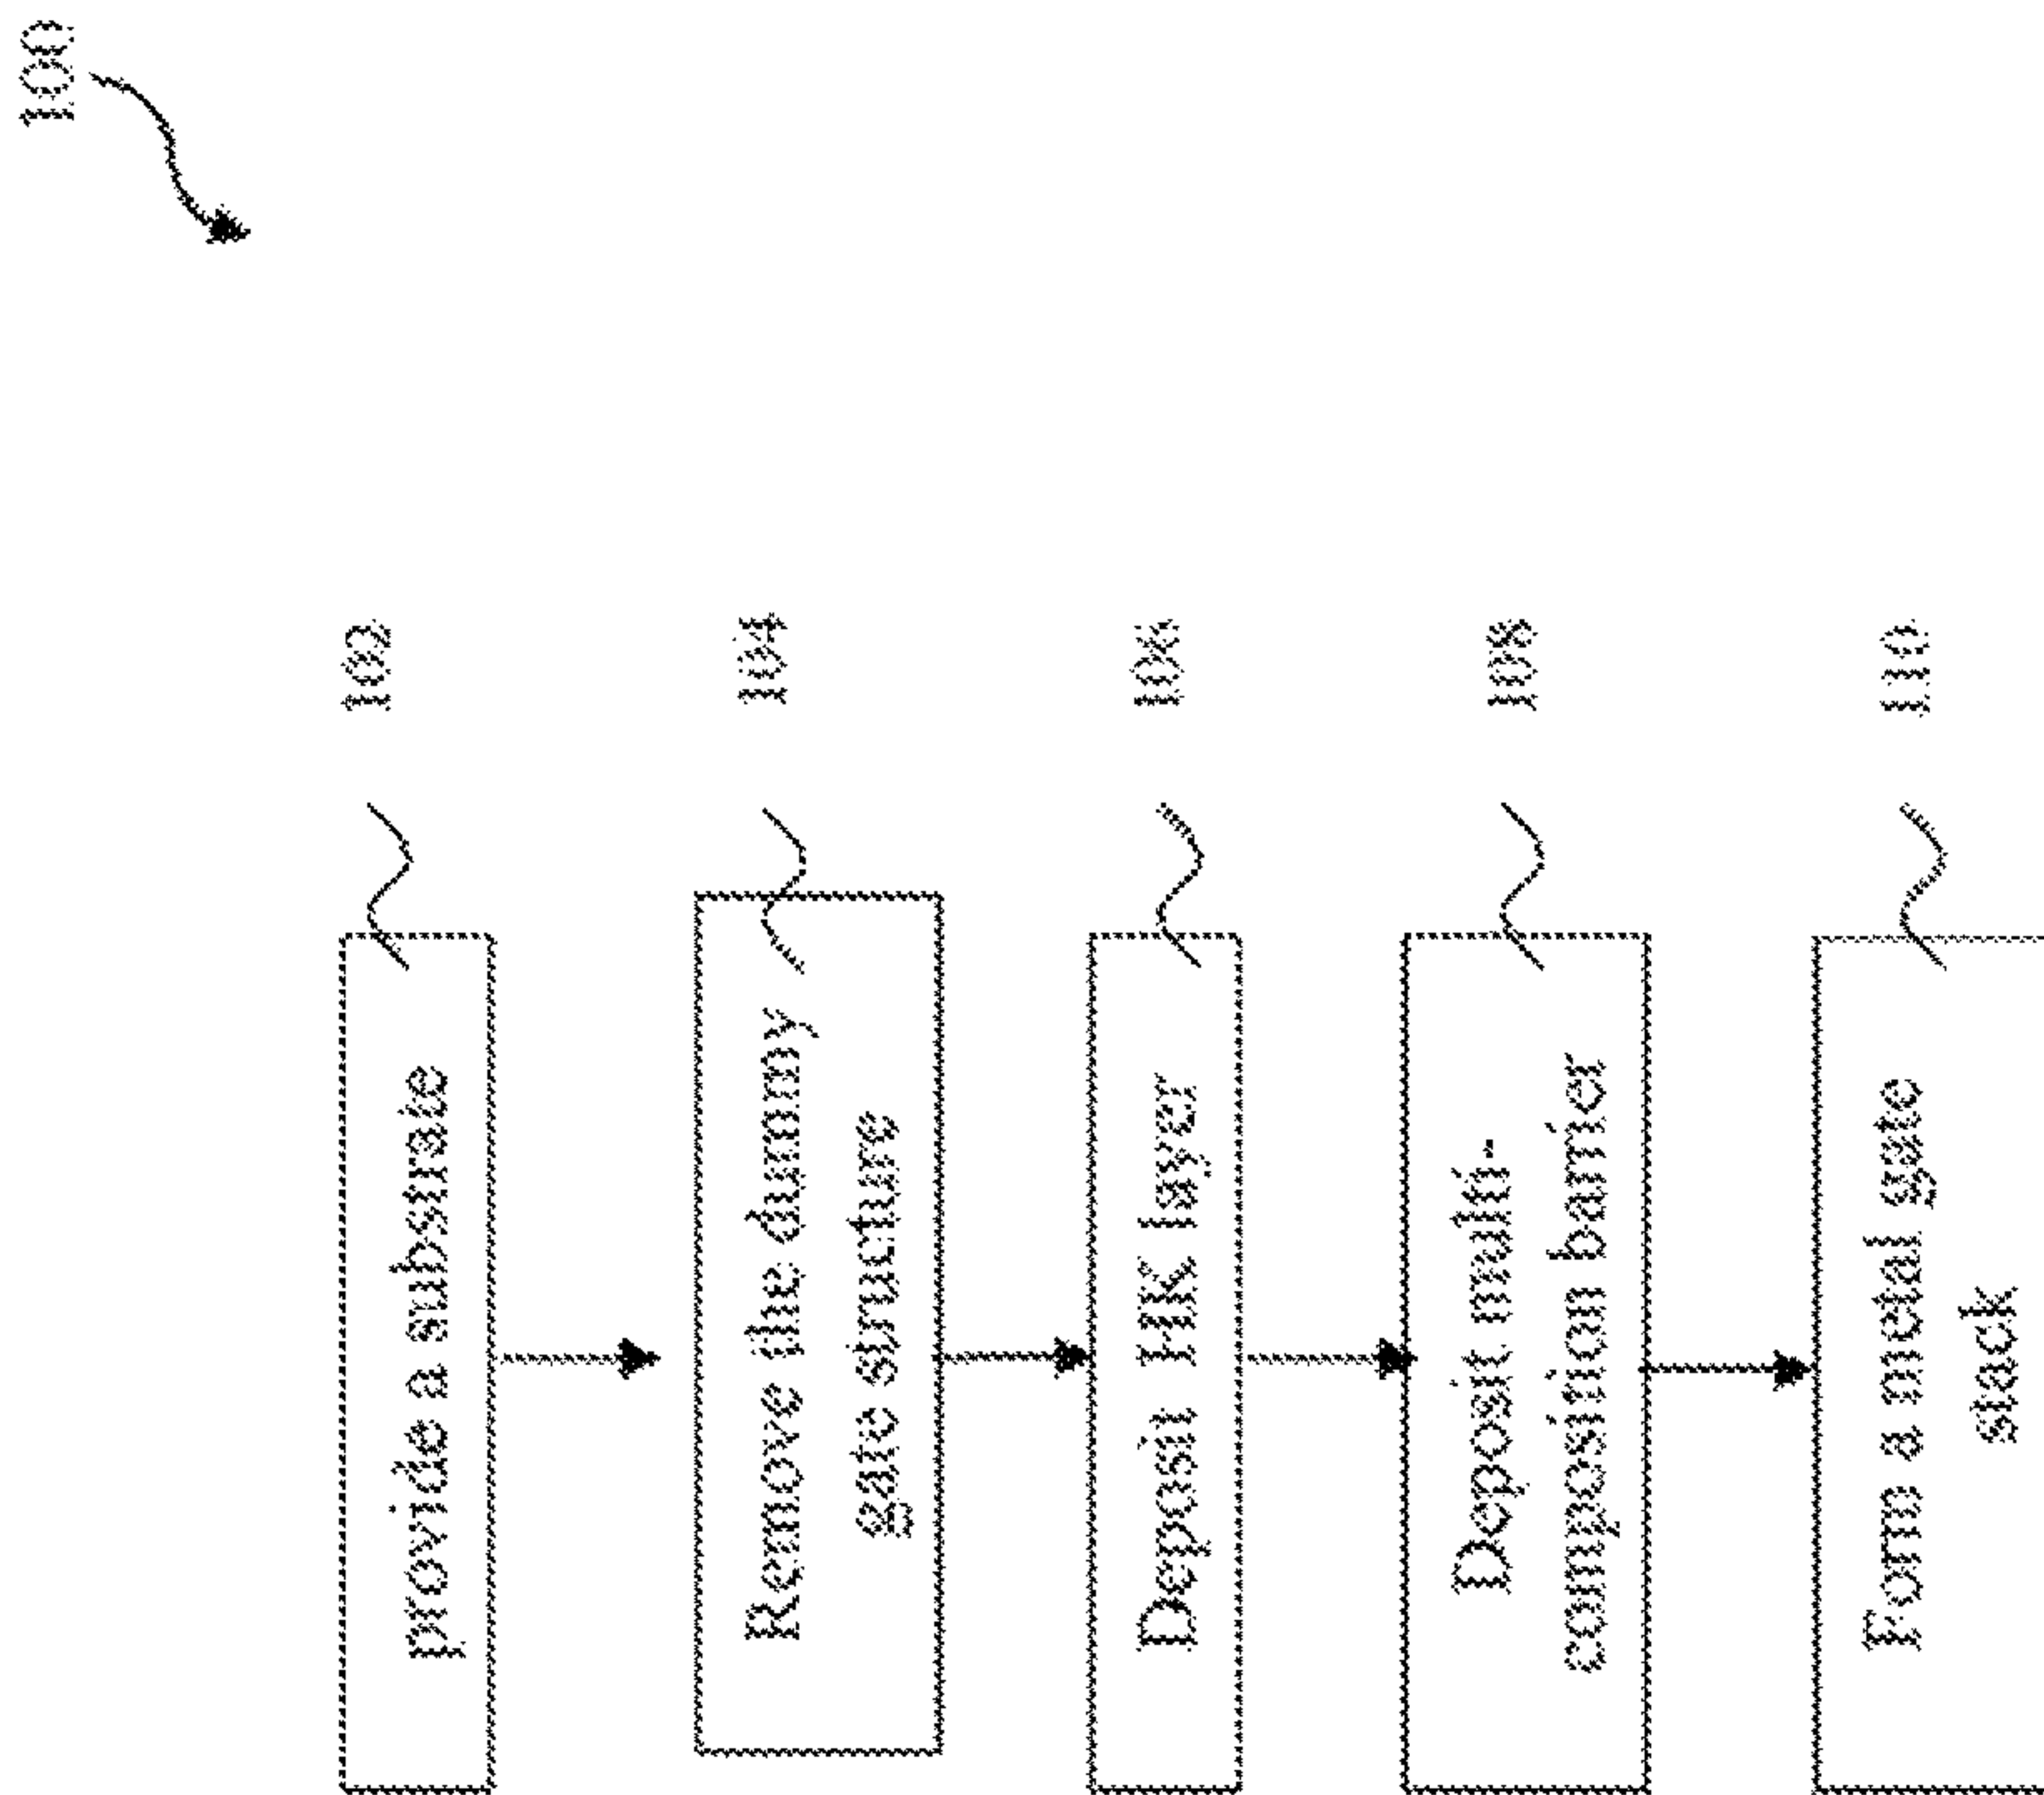 100
102
provide a substrate
104
Remove the dummy
gate structure
106
Deposit HK layer
108
Deposit multi-
composition barrier
110
Form a metal gate
stack